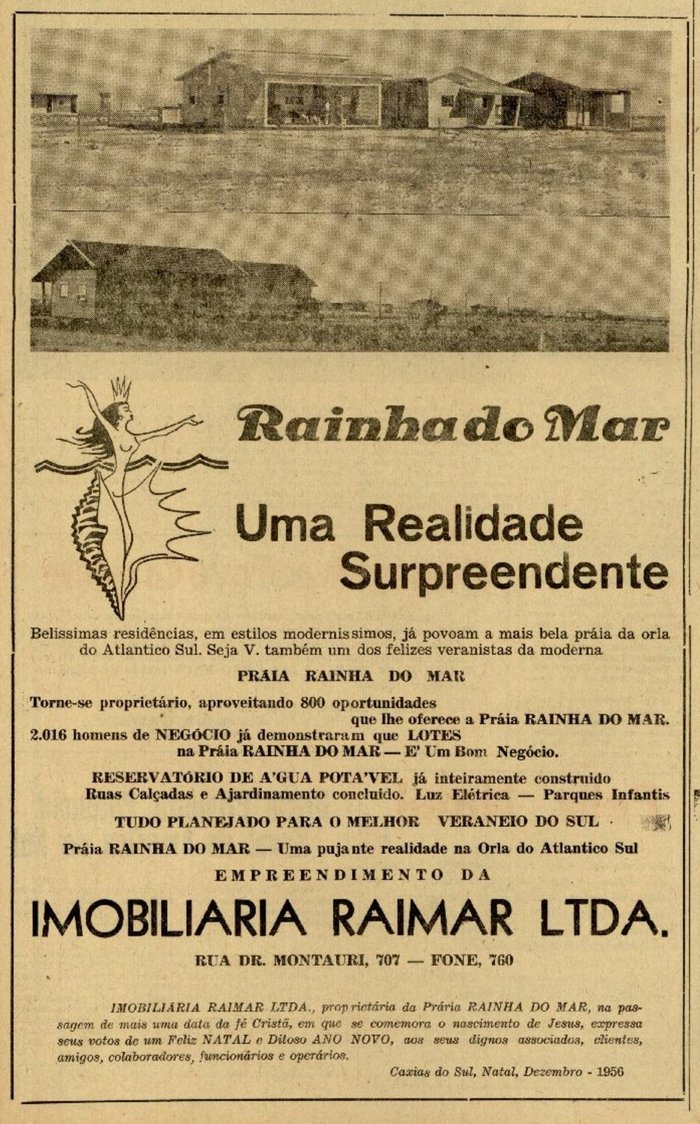 Rainha do Mar
Uma Realidade
Surpreendente
Belissimas residências, em estilos modernissimos, já povoam a mais bela práia da orla
do Atlantico Sul. Seja V. também um dos felizes veranistas da moderna
PRÁIA RAINHA DO MAR
Torne-se proprietário, aproveitando 800 oportunidades
que lhe oferece a Práia RAINHA DO MAR.
2.016 homens de NEGÓCIO já demonstraram que LOTES
na Práia RAINHA DO MAR — E' Um Bom Negócio.
RESERVATÓRIO DE A'GUA POTA'VEL já inteiramente construido
Ruas Calçadas e Ajardinamento concluido. Luz Elétrica — Parques Infantis
TUDO PLANEJADO PARA O MELHOR VERANEIO DO SUL
Práia RAINHA DO MAR — Uma pujante realidade na Orla do Atlantico Sul
EMPREENDIMENTO DA
IMOBILIARIA RAIMAR LTDA.
RUA DR. MONTAURI, 707 — FONE, 760
IMOBILIÁRIA RAIMAR LTDA., proprietária da Prária RAINHA DO MAR, na pas-
sagem de mais uma data da fé Cristã, em que se comemora o nascimento de Jesus, expressa
seus votos de um Feliz NATAL e Ditoso ANO NOVO, aos seus dignos associados, clientes,
amigos, colaboradores, funcionários e operários.
Caxias do Sul, Natal, Dezembro - 1956